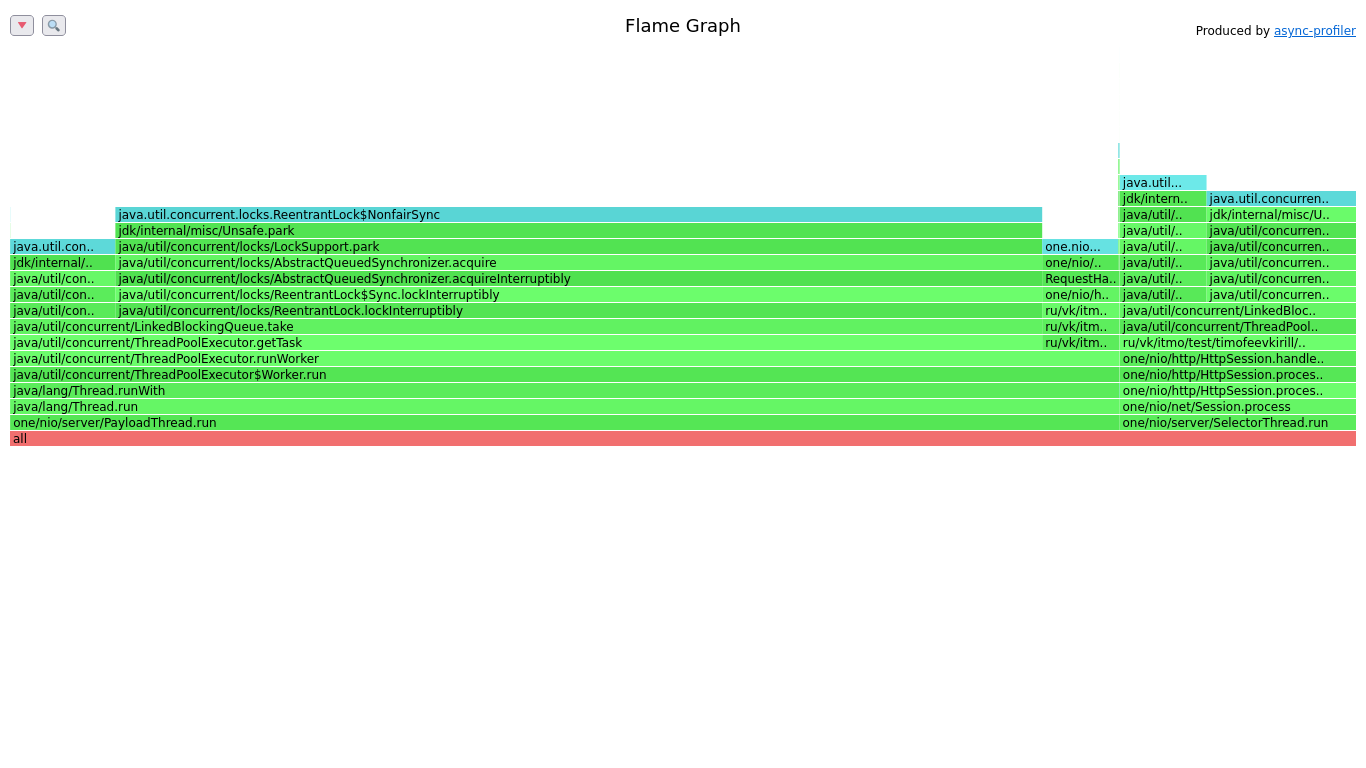 Flame Graph
Produced by async-profiler
java.util...
jdk/intern.. java.util.concurren..
java.util.concurrent.locks.ReentrantLock$NonfairSync java/util/.. jdk/internal/misc/U..
jdk/internal/misc/Unsafe.park java/util/.. java/util/concurren..
java.util.con.. java/util/concurrent/locks/LockSupport.park one.nio... java/util/.. java/util/concurren..
jdk/internal/.. java/util/concurrent/locks/AbstractQueuedSynchronizer.acquire one/nio/.. java/util/.. java/util/concurren..
java/util/con.. java/util/concurrent/locks/AbstractQueuedSynchronizer.acquireInterruptibly RequestHa.. java/util/.. java/util/concurren..
java/util/con.. java/util/concurrent/locks/ReentrantLock$Sync.lockInterruptibly one/nio/h.. java/util/.. java/util/concurren..
java/util/con.. java/util/concurrent/locks/ReentrantLock.lockInterruptibly ru/vk/itm.. java/util/concurrent/LinkedBloc..
java/util/concurrent/LinkedBlockingQueue.take ru/vk/itm.. java/util/concurrent/ThreadPool..
java/util/concurrent/ThreadPoolExecutor.getTask ru/vk/itm.. ru/vk/itmo/test/timofeevkirill/..
java/util/concurrent/ThreadPoolExecutor.runWorker one/nio/http/HttpSession.handle..
java/util/concurrent/ThreadPoolExecutor$Worker.run one/nio/http/HttpSession.proces..
java/lang/Thread.runWith one/nio/http/HttpSession.proces..
java/lang/Thread.run one/nio/net/Session.process
one/nio/server/PayloadThread.run one/nio/server/SelectorThread.run
all